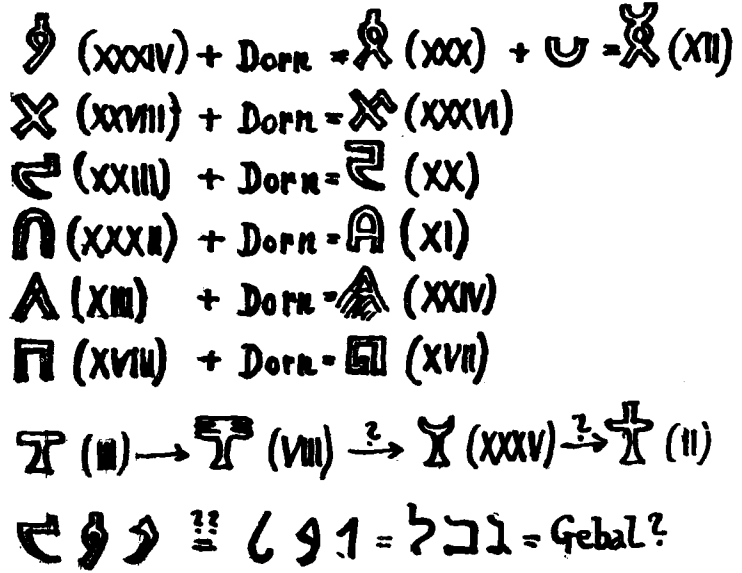 (XXXIV) + Dorn = (XXX) + = (XII)
(XXVIII) + Dorn = (XXXVI)
(XXIII) + Dorn = (XX)
(XXXII) + Dorn = (XI)
(XIII) + Dorn = (XXIV)
(XVIII) + Dorn = (XVII)
(III) → (VIII) ?→ (XXXV) ?→ (II)
??= = גבל = Gebal?